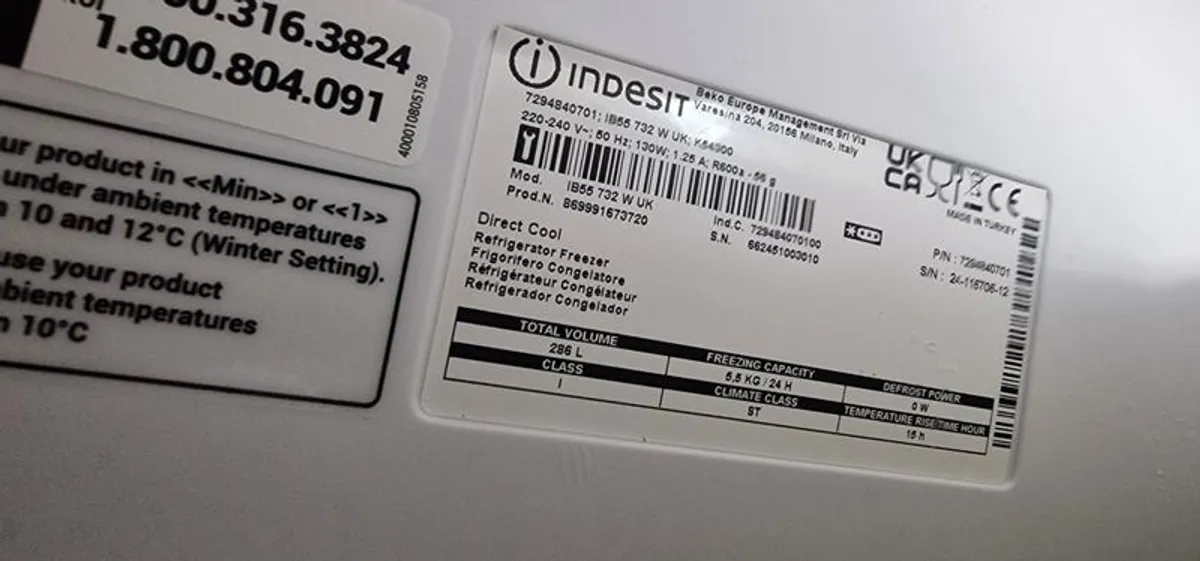 0.316.3824
1.800.804.091
400010805158
ur product in <<Min>> or <<1>>
under ambient temperatures
10 and 12°C (Winter Setting).
use your product
bient temperatures
10°C
INDESIT
Beko Europe Management Srl Via
Varesina 204, 20156 Milano, Italy
7294840701; IB55 732 W UK; K54900
220-240 V~; 50 Hz; 130W; 1.25 A; R600a - 56 g
Mod. IB55 732 W UK
Prod.N. 869991673720
Ind.C. 729484070100
S.N. 662451003010
UK
CA
CE
MADE IN TURKEY
P/N : 7294840701
S/N : 24-116706-12
Direct Cool
Refrigerator Freezer
Frigorifero Congelatore
Réfrigérateur Congélateur
Refrigerador Congelador
TOTAL VOLUME
286 L
FREEZING CAPACITY
5,5 KG / 24 H
DEFROST POWER
0 W
CLASS
I
CLIMATE CLASS
ST
TEMPERATURE RISE TIME HOUR
15 h